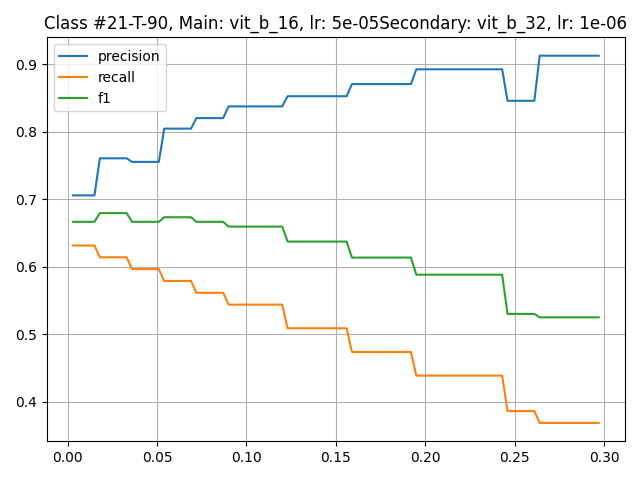 Class #21-T-90, Main: vit_b_16, lr: 5e-05Secondary: vit_b_32, lr: 1e-06
precision
recall
f1
0.9
0.8
0.7
0.6
0.5
0.4
0.00 0.05 0.10 0.15 0.20 0.25 0.30